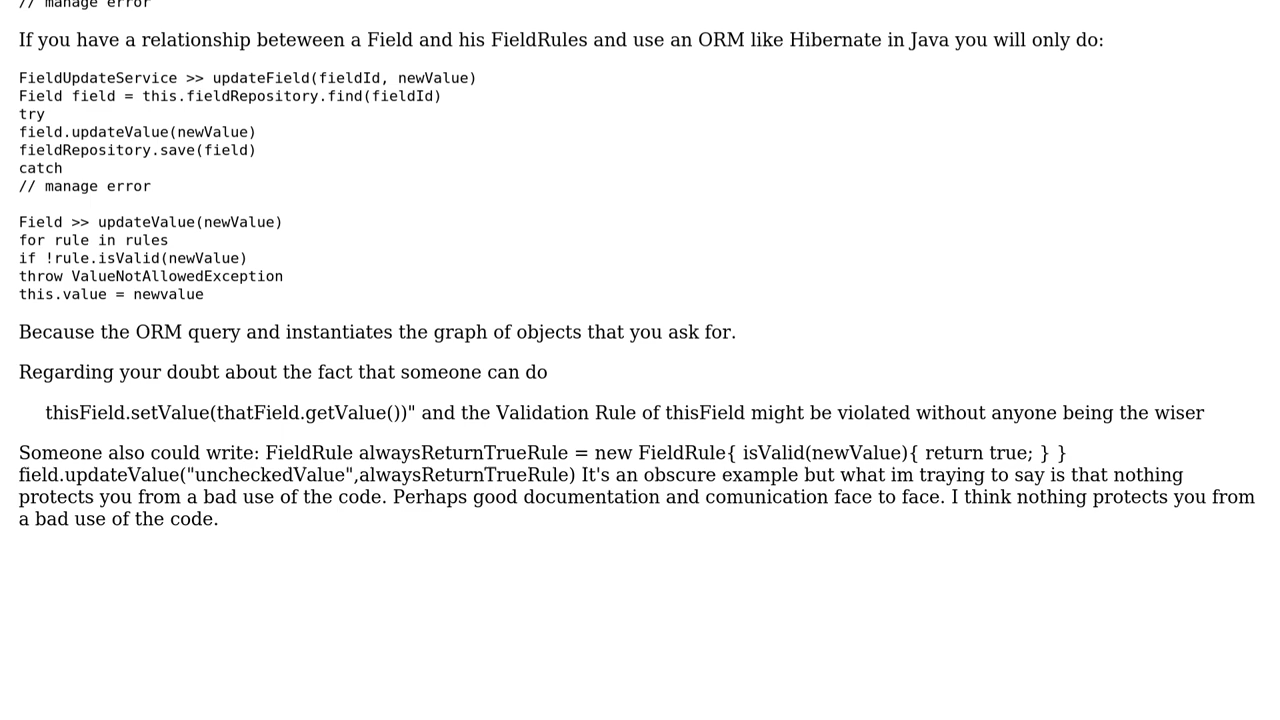 // manage error
If you have a relationship beteween a Field and his FieldRules and use an ORM like Hibernate in Java you will only do:
FieldUpdateService >> updateField(fieldId, newValue)
Field field = this.fieldRepository.find(fieldId)
try
field.updateValue(newValue)
fieldRepository.save(field)
catch
// manage error
Field >> updateValue(newValue)
for rule in rules
if !rule.isValid(newValue)
throw ValueNotAllowedException
this.value = newvalue
Because the ORM query and instantiates the graph of objects that you ask for.
Regarding your doubt about the fact that someone can do
thisField.setValue(thatField.getValue())" and the Validation Rule of thisField might be violated without anyone being the wiser
Someone also could write: FieldRule alwaysReturnTrueRule = new FieldRule{ isValid(newValue){ return true; } }
field.updateValue("uncheckedValue",alwaysReturnTrueRule) It's an obscure example but what im traying to say is that nothing
protects you from a bad use of the code. Perhaps good documentation and comunication face to face. I think nothing protects you from
a bad use of the code.